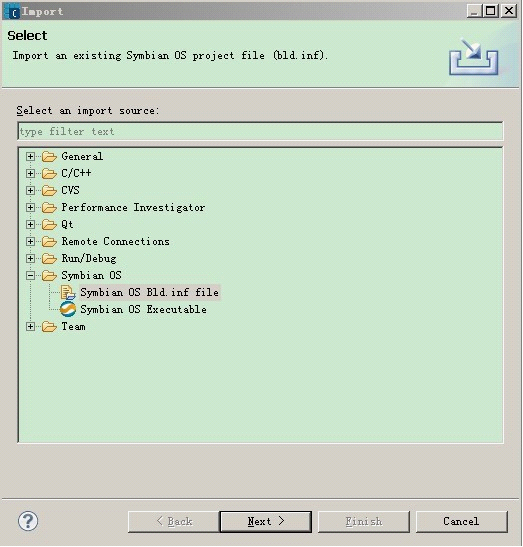 Import
Select
Import an existing Symbian OS project file (bld.inf).
Select an import source:
type filter text
General
C/C++
CVS
Performance Investigator
Qt
Remote Connections
Run/Debug
Symbian OS
Symbian OS Bld.inf file
Symbian OS Executable
Team
? < Back Next > Finish Cancel